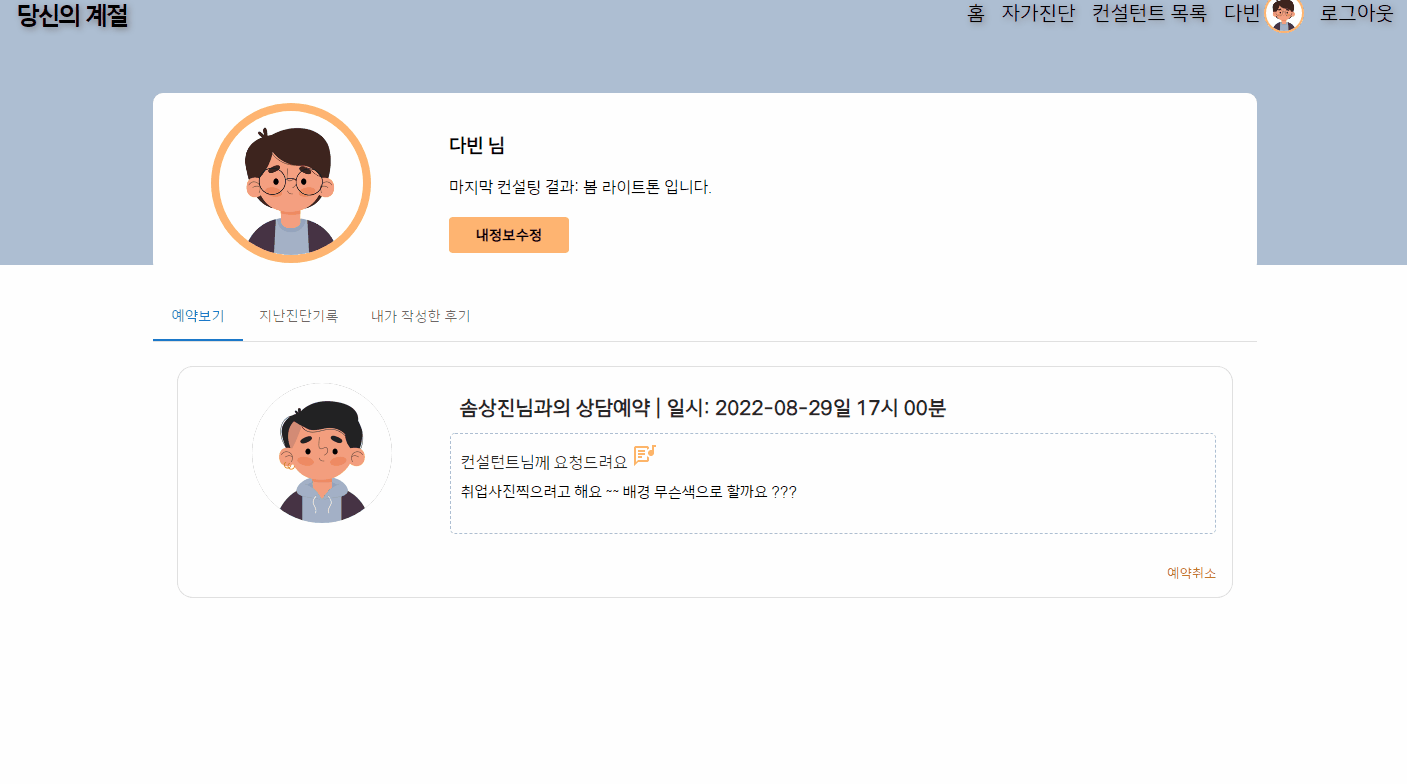 당신의 계절
홈 자가진단 컨설턴트 목록 다빈 로그아웃
다빈 님
마지막 컨설팅 결과: 봄 라이트톤 입니다.
내정보수정
예약보기 지난진단기록 내가 작성한 후기
솜상진님과의 상담예약 | 일시: 2022-08-29일 17시 00분
컨설턴트님께 요청드려요
취업사진찍으려고 해요 ~~ 배경 무슨색으로 할까요 ???
예약취소